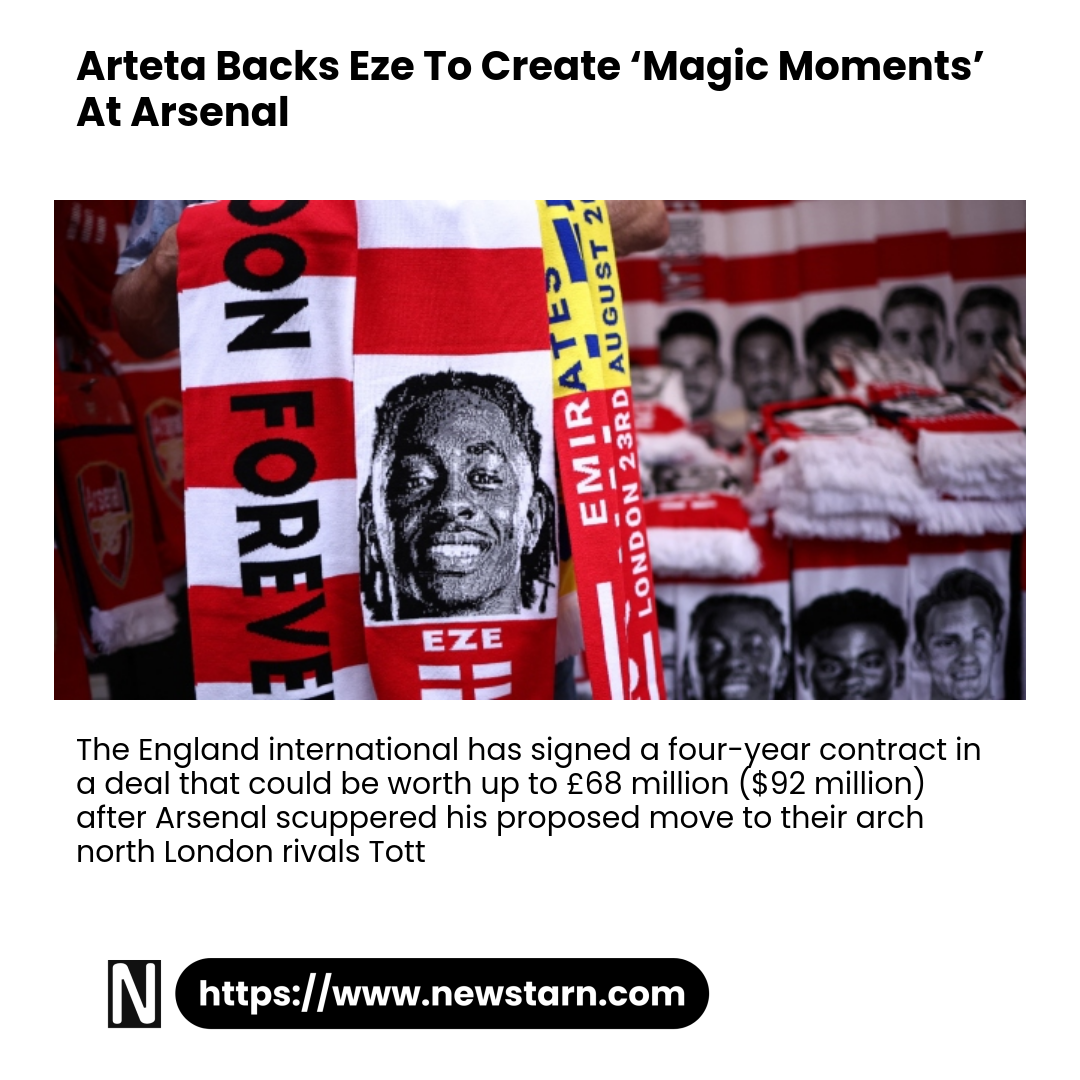 Arteta Backs Eze To Create ‘Magic Moments’
At Arsenal
OON FOREVE
EZE
EMIRATES
LONDON 23RD AUGUST 2
Arsenal
The England international has signed a four-year contract in
a deal that could be worth up to £68 million ($92 million)
after Arsenal scuppered his proposed move to their arch
north London rivals Tott
N
https://www.newstarn.com